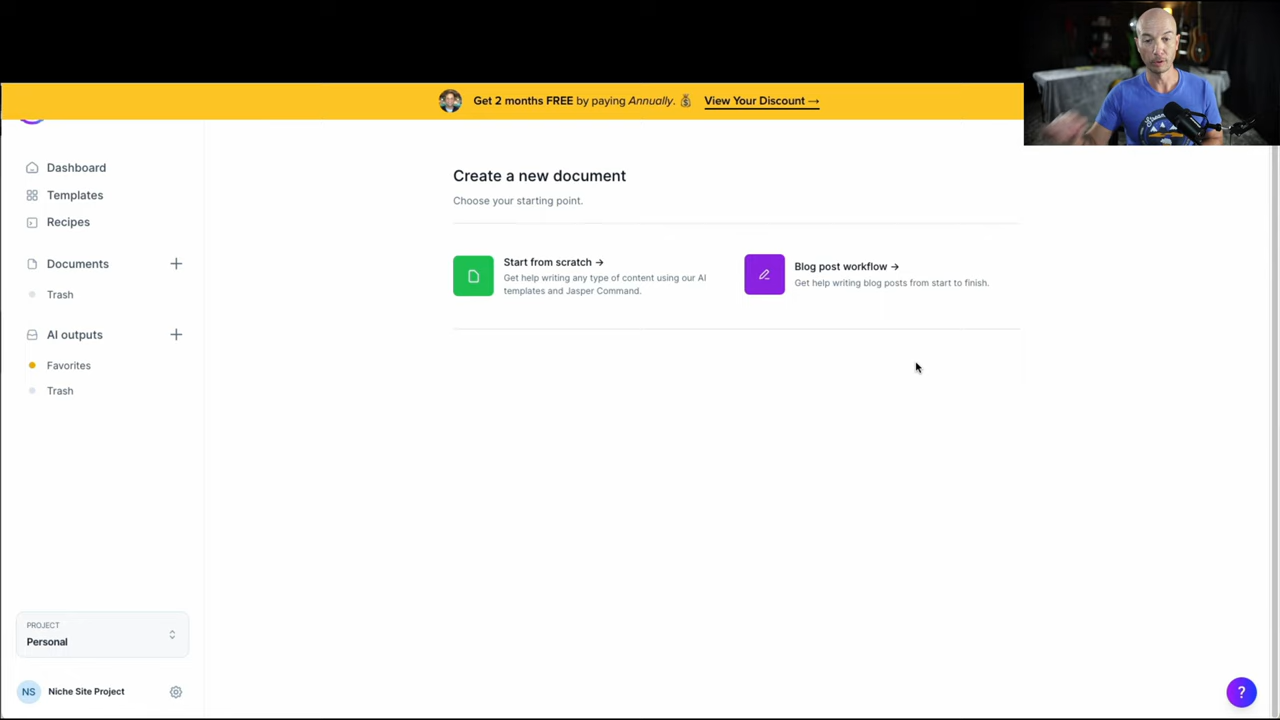 Get 2 months FREE by paying Annually. 💰 View Your Discount →
Dashboard
Templates
Recipes
Documents
Trash
AI outputs
Favorites
Trash
PROJECT
Personal
NS Niche Site Project
Create a new document
Choose your starting point.
Start from scratch →
Get help writing any type of content using our AI
templates and Jasper Command.
Blog post workflow →
Get help writing blog posts from start to finish.
?